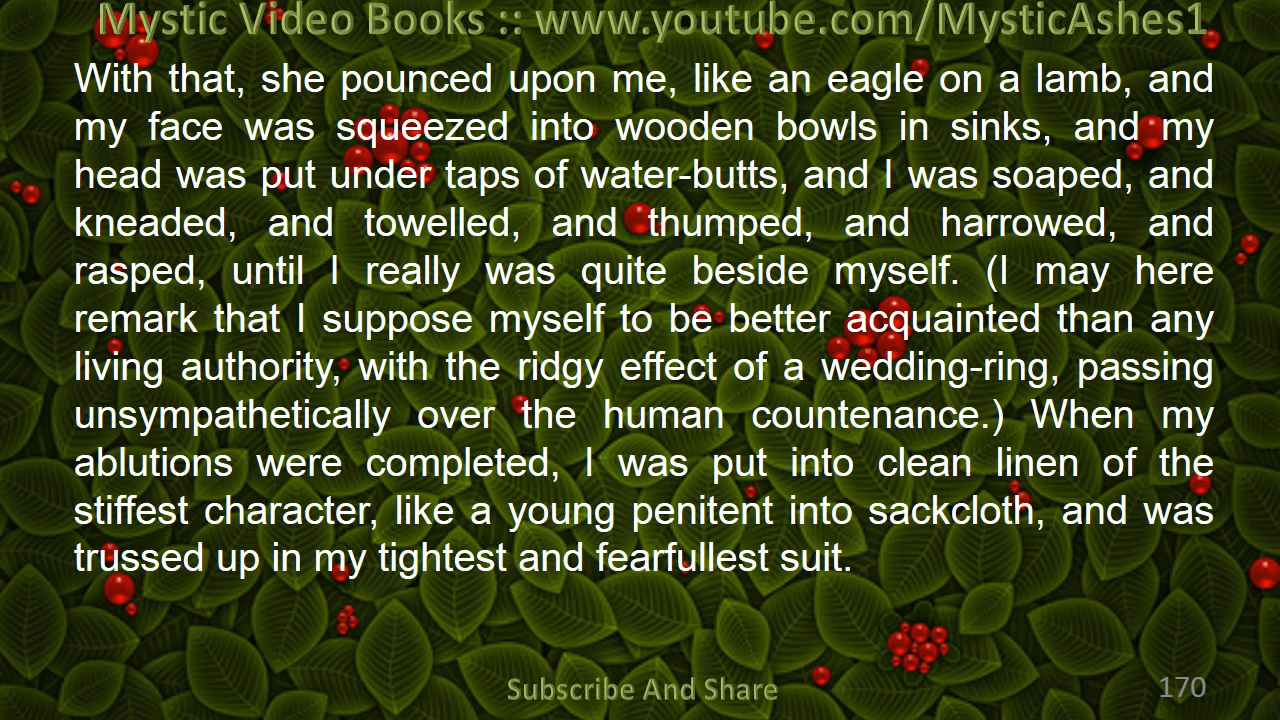 Mystic Video Books :: www.youtube.com/MysticAshes1
With that, she pounced upon me, like an eagle on a lamb, and
my face was squeezed into wooden bowls in sinks, and my
head was put under taps of water-butts, and I was soaped, and
kneaded, and towelled, and thumped, and harrowed, and
rasped, until I really was quite beside myself. (I may here
remark that I suppose myself to be better acquainted than any
living authority, with the ridgy effect of a wedding-ring, passing
unsympathetically over the human countenance.) When my
ablutions were completed, I was put into clean linen of the
stiffest character, like a young penitent into sackcloth, and was
trussed up in my tightest and fearfullest suit.
Subscribe And Share
170